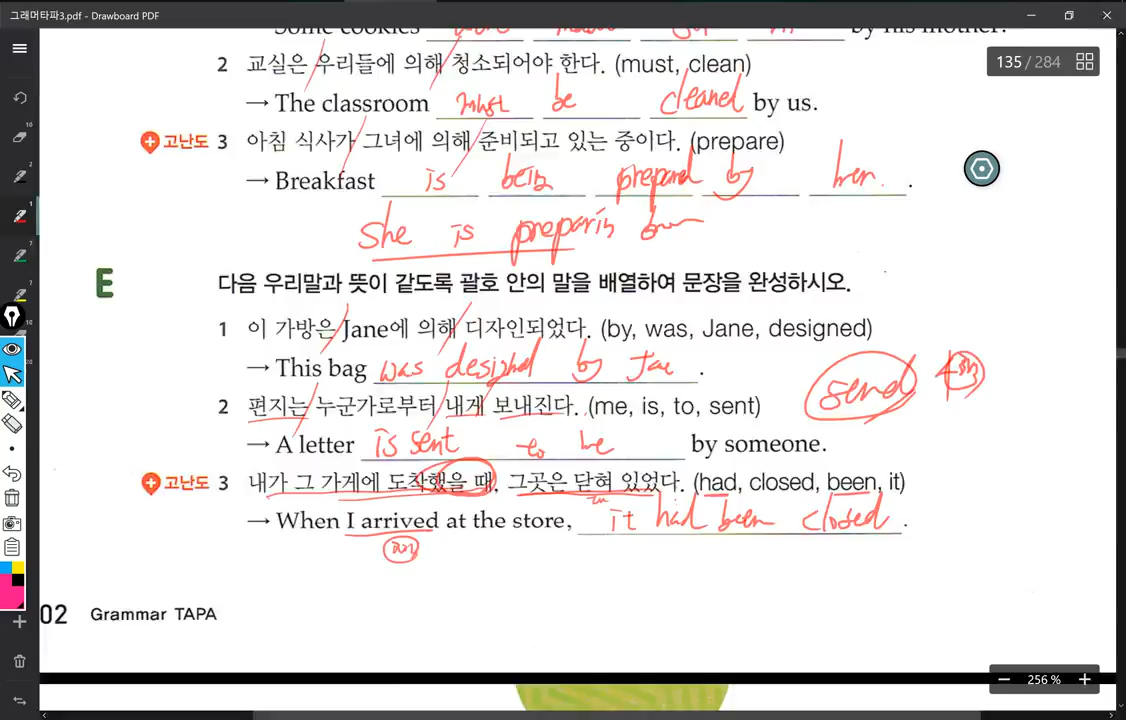 그래머타파3.pdf - Drawboard PDF
Some cookies by his mother.
135 / 284
2 교실은 우리들에 의해 청소되어야 한다. (must, clean)
→ The classroom must be cleaned by us.
고난도 3 아침 식사가 그녀에 의해 준비되고 있는 중이다. (prepare)
→ Breakfast is being prepared by her.
she is preparing
E 다음 우리말과 뜻이 같도록 괄호 안의 말을 배열하여 문장을 완성하시오.
1 이 가방은 Jane에 의해 디자인되었다. (by, was, Jane, designed)
→ This bag was designed by Jane.
send
2 편지는 누군가로부터 내게 보내진다. (me, is, to, sent)
→ A letter is sent to me by someone.
고난도 3 내가 그 가게에 도착했을 때, 그곳은 닫혀 있었다. (had, closed, been, it)
→ When I arrived at the store, it had been closed.
02 Grammar TAPA
256 %